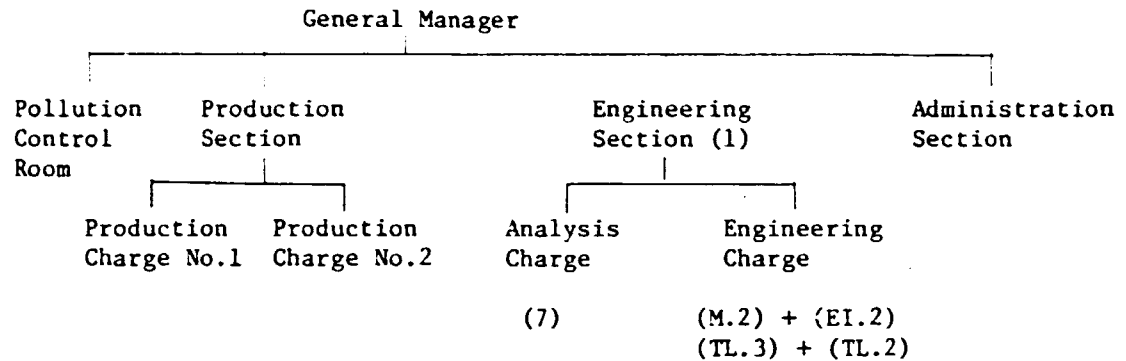 General Manager
Pollution Production Engineering Administration
Control Section Section (1) Section
Room
Production Production Analysis Engineering
Charge No.1 Charge No.2 Charge Charge
(7) (M.2) + (EI.2)
(TL.3) + (TL.2)